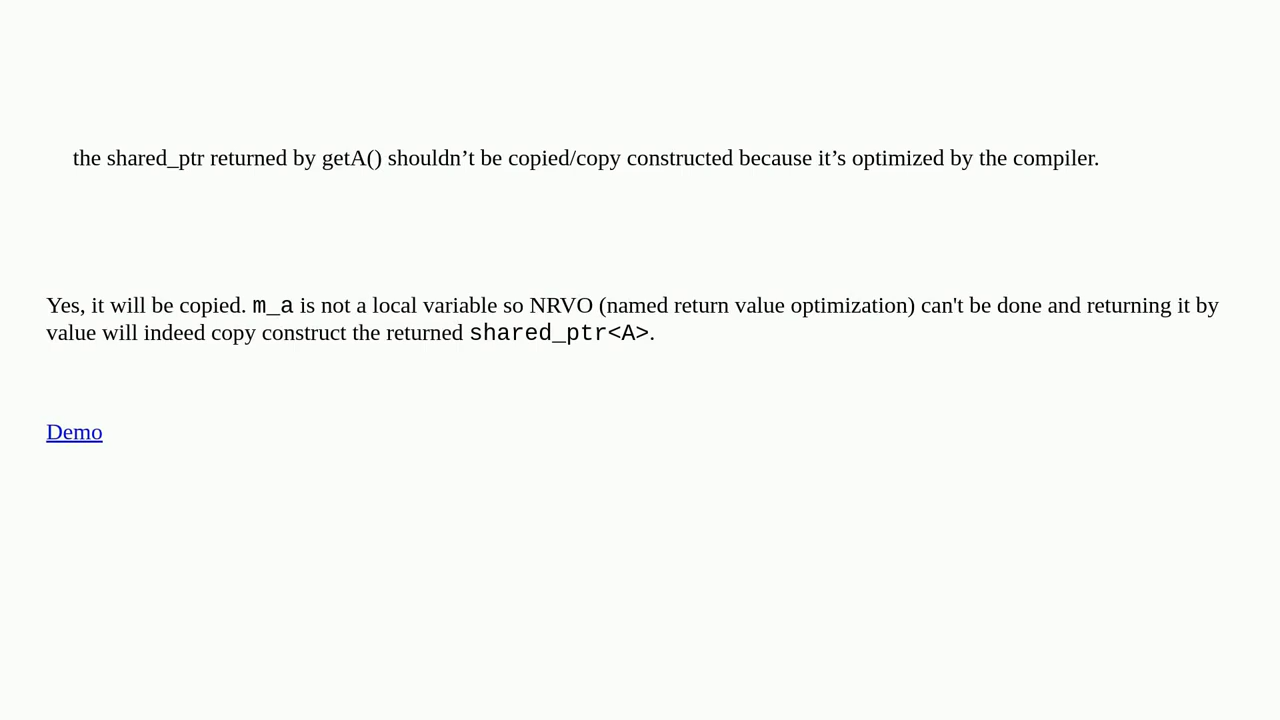 the shared_ptr returned by getA() shouldn’t be copied/copy constructed because it’s optimized by the compiler.
Yes, it will be copied. m_a is not a local variable so NRVO (named return value optimization) can't be done and returning it by
value will indeed copy construct the returned shared_ptr<A>.
Demo